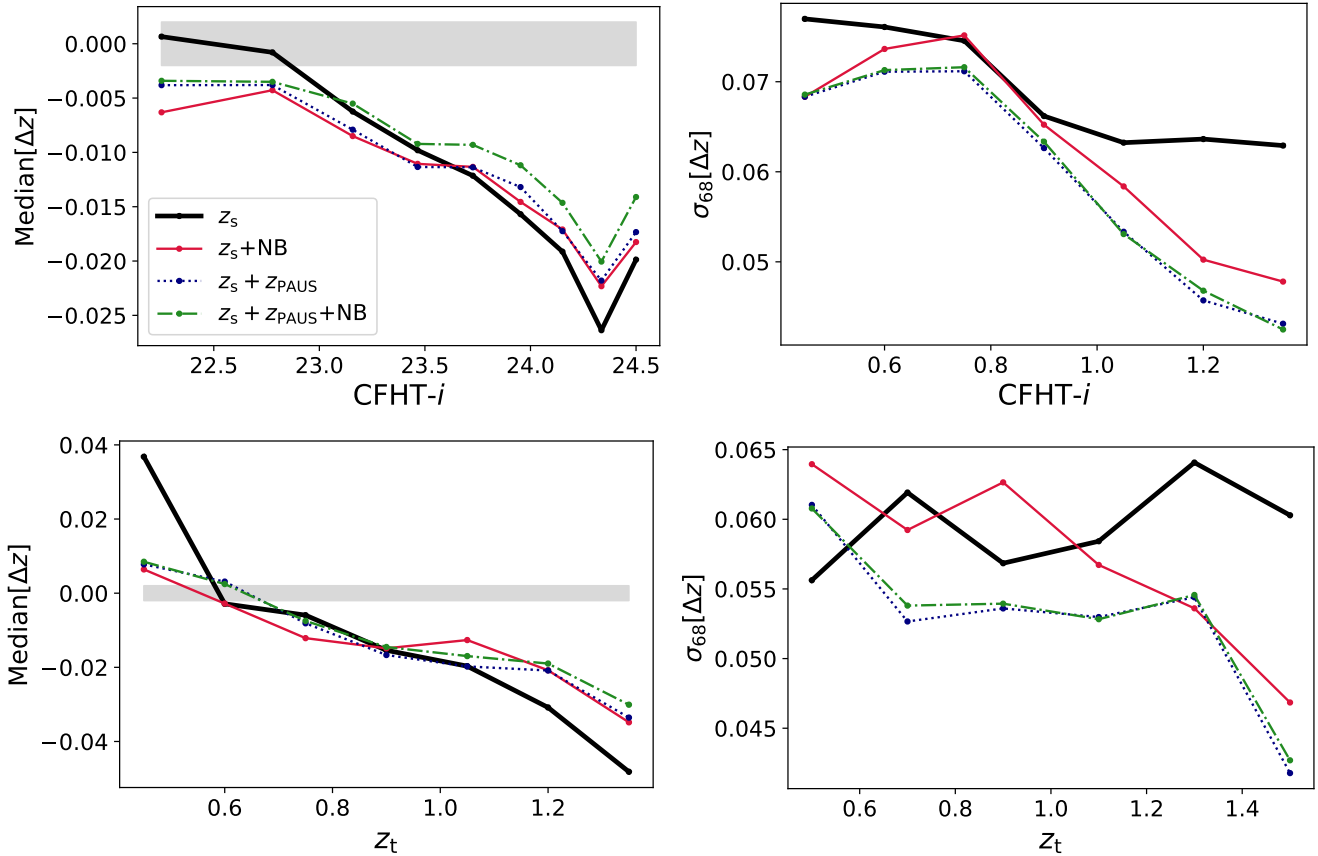 Median[Δz]
0.000
−0.005
−0.010
−0.015
−0.020
−0.025
z_s
z_s+NB
z_s + z_PAUS
z_s + z_PAUS+NB
22.5 23.0 23.5 24.0 24.5
CFHT-i
σ_68[Δz]
0.07
0.06
0.05
0.6 0.8 1.0 1.2
CFHT-i
Median[Δz]
0.04
0.02
0.00
−0.02
−0.04
0.6 0.8 1.0 1.2
z_t
σ_68[Δz]
0.065
0.060
0.055
0.050
0.045
0.6 0.8 1.0 1.2 1.4
z_t